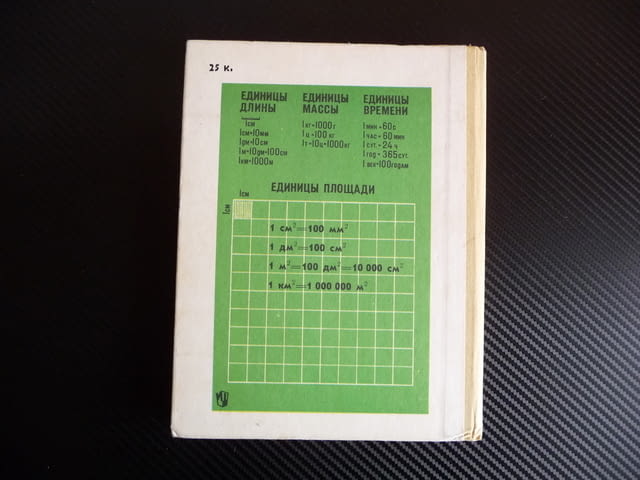 25 к.
ЕДИНИЦЫ ДЛИНЫ
1см
1см=10мм
1дм=10см
1м=10дм=100см
1км=1000м
ЕДИНИЦЫ МАССЫ
1кг=1000г
1ц=100кг
1т=10ц=1000кг
ЕДИНИЦЫ ВРЕМЕНИ
1мин=60с
1час=60мин
1сут.=24ч
1год=365сут.
1век=100годам
ЕДИНИЦЫ ПЛОЩАДИ
1см
1см
1 см²=100 мм²
1 дм²=100 см²
1 м²=100 дм²=10 000 см²
1 км²=1 000 000 м²